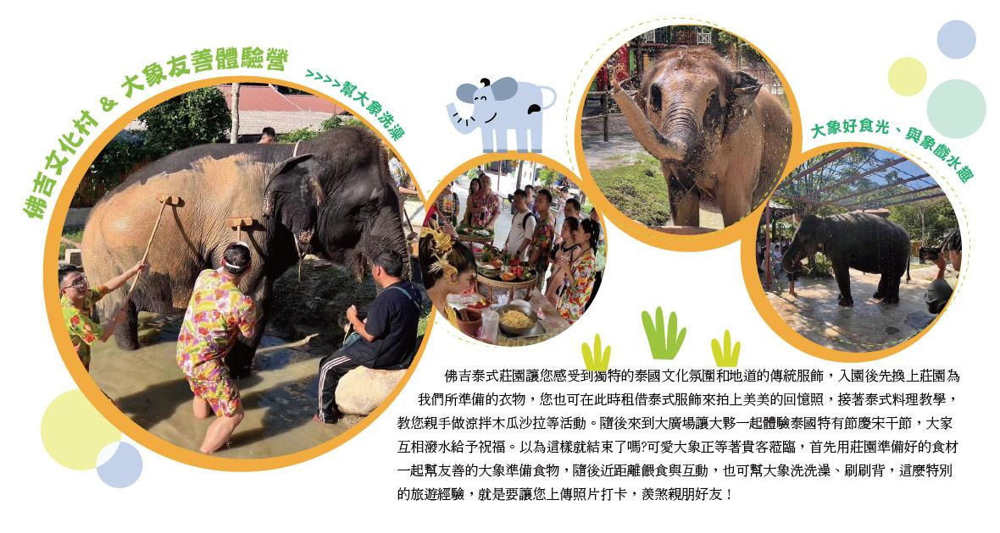 佛吉文化村 & 大象友善體驗營
>>>>幫大象洗澡
大象好食光、與象戲水趣
佛吉泰式莊園讓您感受到獨特的泰國文化氛圍和地道的傳統服飾，入園後先換上莊園為
我們所準備的衣物，您也可在此時租借泰式服飾來拍上美美的回憶照，接著泰式料理教學，
教您親手做涼拌木瓜沙拉等活動。隨後來到大廣場讓大夥一起體驗泰國特有節慶宋干節，大家
互相潑水給予祝福。以為這樣就結束了嗎?可愛大象正等著貴客蒞臨，首先用莊園準備好的食材
一起幫友善的大象準備食物，隨後近距離餵食與互動，也可幫大象洗洗澡、刷刷背，這麼特別
的旅遊經驗，就是要讓您上傳照片打卡，羨煞親朋好友！